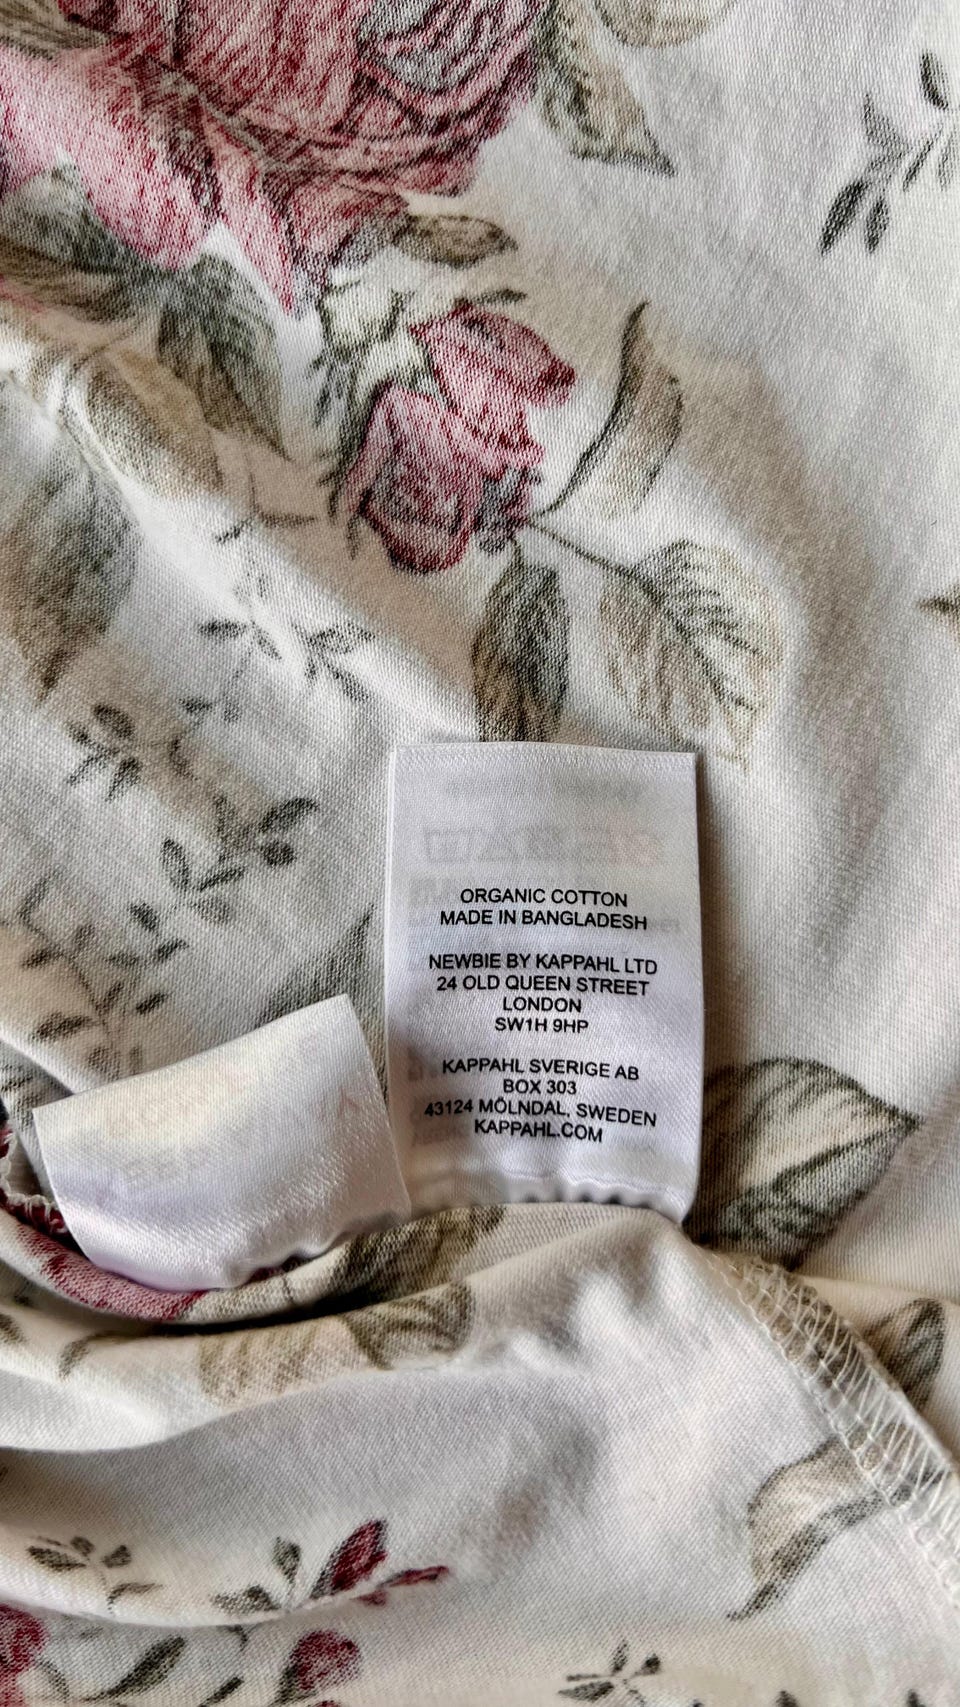 ORGANIC COTTON
MADE IN BANGLADESH
NEWBIE BY KAPPAHL LTD
24 OLD QUEEN STREET
LONDON
SW1H 9HP
KAPPAHL SVERIGE AB
BOX 303
43124 MÖLNDAL, SWEDEN
KAPPAHL.COM